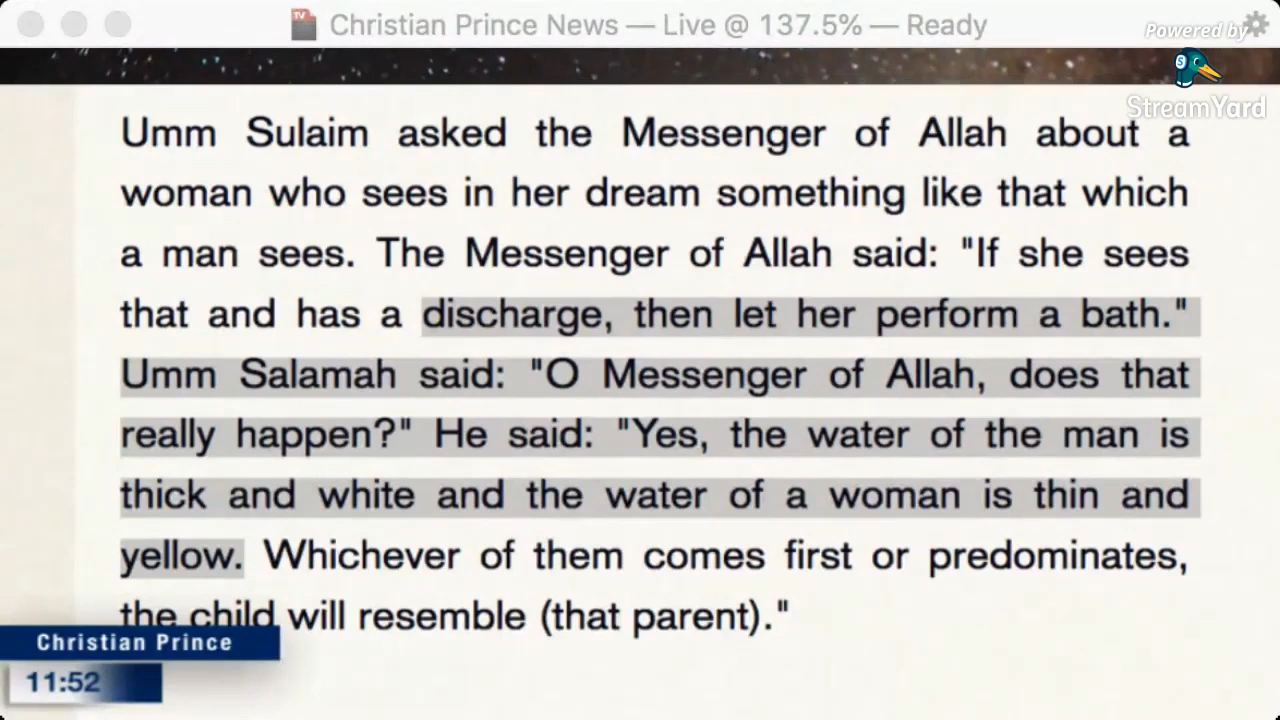 TV
Christian Prince News — Live @ 137.5% — Ready
Powered by
StreamYard
Umm Sulaim asked the Messenger of Allah about a
woman who sees in her dream something like that which
a man sees. The Messenger of Allah said: "If she sees
that and has a discharge, then let her perform a bath."
Umm Salamah said: "O Messenger of Allah, does that
really happen?" He said: "Yes, the water of the man is
thick and white and the water of a woman is thin and
yellow. Whichever of them comes first or predominates,
the child will resemble (that parent)."
Christian Prince
11:52